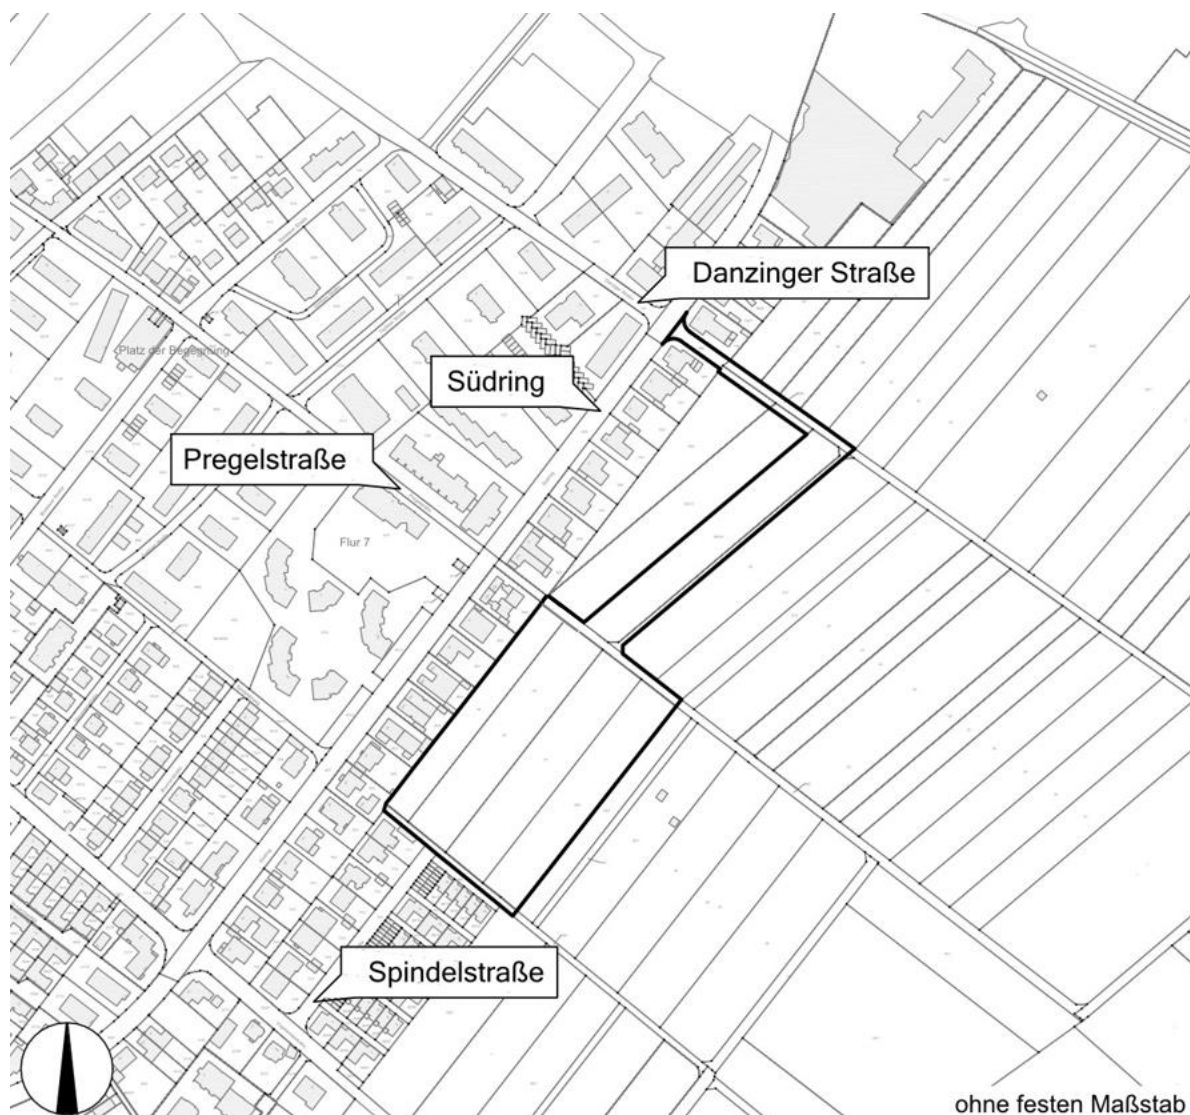 Danzinger Straße
Platz der Begegnung
Südring
Pregelstraße
Flur 7
Spindelstraße
ohne festen Maßstab